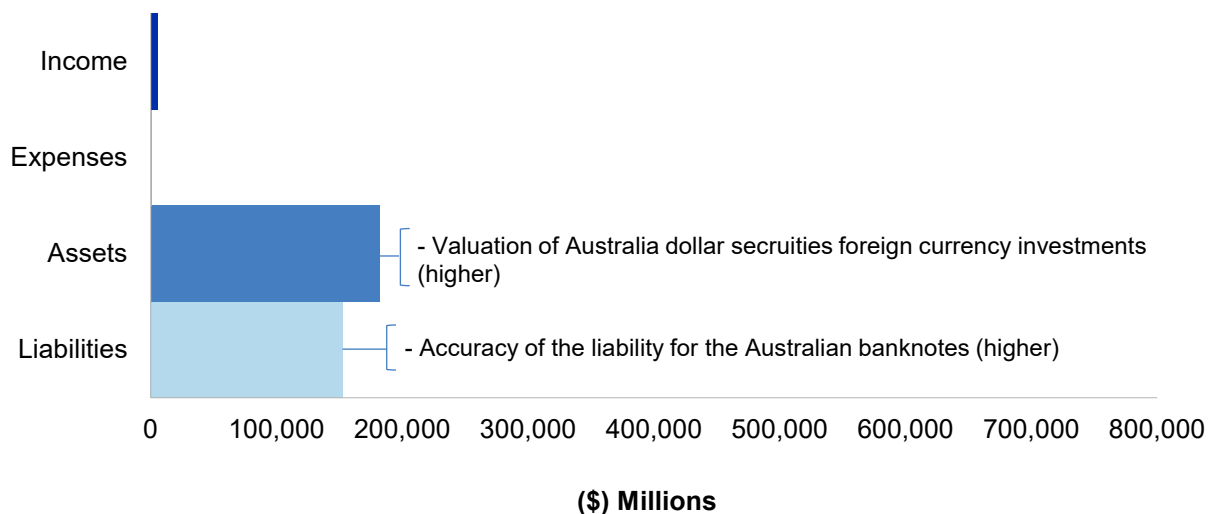 Income
Expenses
Assets
- Valuation of Australia dollar secruities foreign currency investments
(higher)
Liabilities
- Accuracy of the liability for the Australian banknotes (higher)
0 100,000 200,000 300,000 400,000 500,000 600,000 700,000 800,000
($) Millions